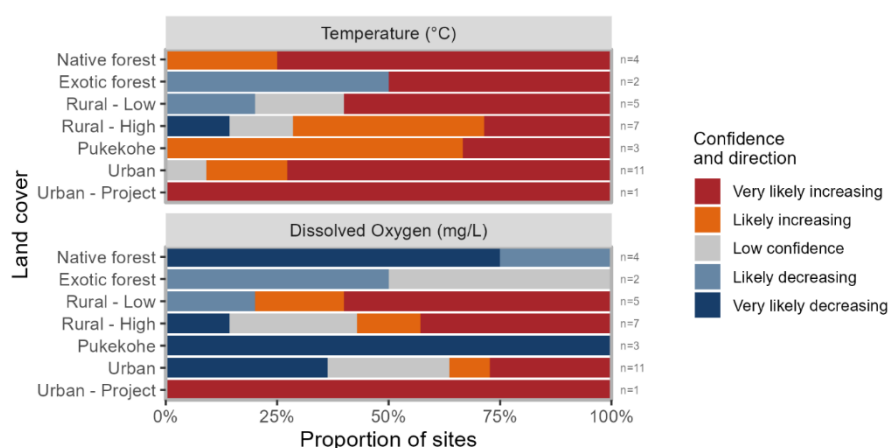 Temperature (°C)
Native forest
n=4
Exotic forest
n=2
Rural - Low
n=5
Rural - High
n=7
Pukekohe
n=3
Urban
n=11
Urban - Project
n=1
Dissolved Oxygen (mg/L)
Native forest
n=4
Exotic forest
n=2
Rural - Low
n=5
Rural - High
n=7
Pukekohe
n=3
Urban
n=11
Urban - Project
n=1
0%
25%
50%
75%
100%
Proportion of sites
Land cover
Confidence
and direction
Very likely increasing
Likely increasing
Low confidence
Likely decreasing
Very likely decreasing